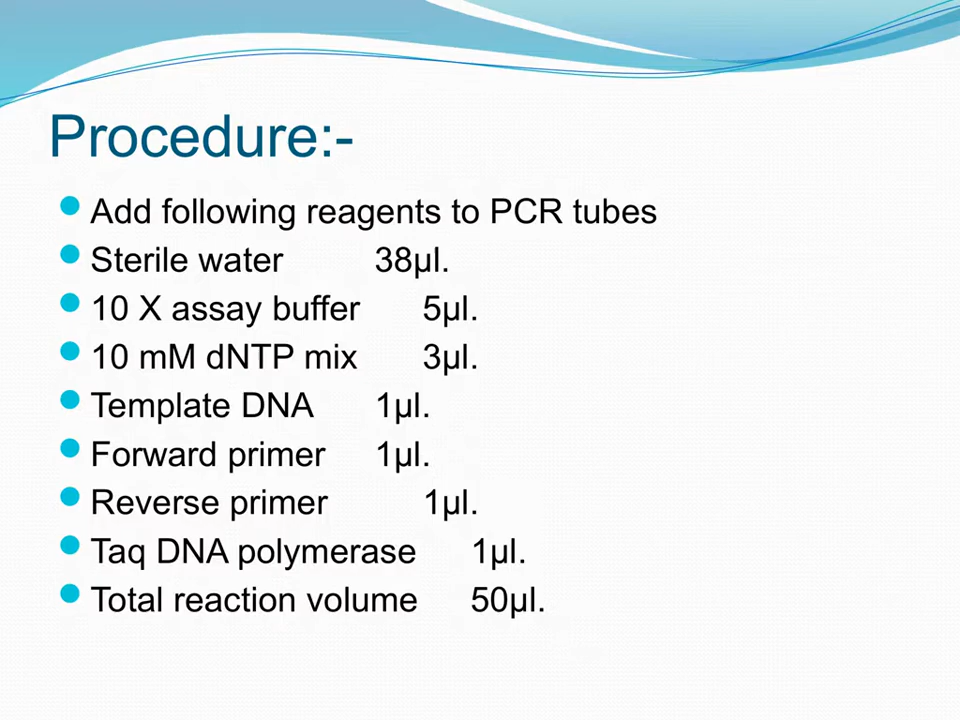 Procedure:-
Add following reagents to PCR tubes
Sterile water 38µl.
10 X assay buffer 5µl.
10 mM dNTP mix 3µl.
Template DNA 1µl.
Forward primer 1µl.
Reverse primer 1µl.
Taq DNA polymerase 1µl.
Total reaction volume 50µl.